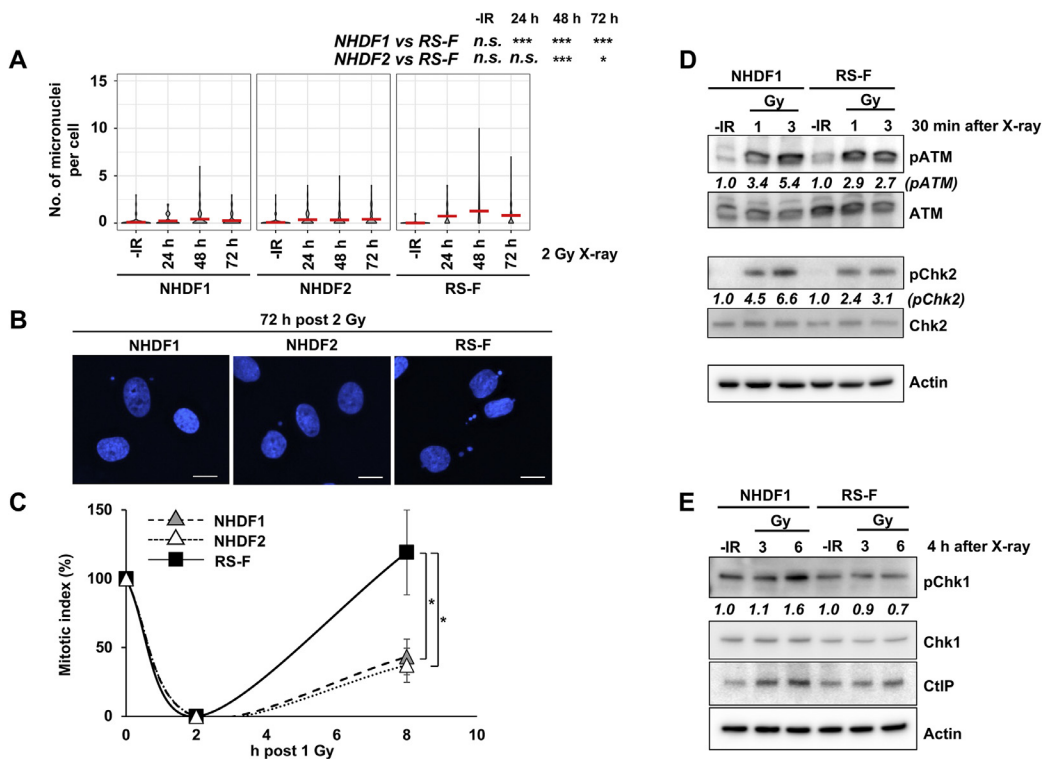 -IR 24 h 48 h 72 h
NHDF1 vs RS-F n.s. *** *** ***
NHDF2 vs RS-F n.s. n.s. *** *
A
No. of micronuclei
per cell
15
10
5
0
-IR 24 h 48 h 72 h -IR 24 h 48 h 72 h -IR 24 h 48 h 72 h
2 Gy X-ray
NHDF1 NHDF2 RS-F
B
72 h post 2 Gy
NHDF1 NHDF2 RS-F
C
Mitotic index (%)
150
100
50
0
NHDF1
NHDF2
RS-F
*
*
0 2 4 6 8 10
h post 1 Gy
D
NHDF1 RS-F
Gy Gy
-IR 1 3 -IR 1 3 30 min after X-ray
pATM
1.0 3.4 5.4 1.0 2.9 2.7 (pATM)
ATM
pChk2
1.0 4.5 6.6 1.0 2.4 3.1 (pChk2)
Chk2
Actin
E
NHDF1 RS-F
Gy Gy
-IR 3 6 -IR 3 6 4 h after X-ray
pChk1
1.0 1.1 1.6 1.0 0.9 0.7
Chk1
CtIP
Actin